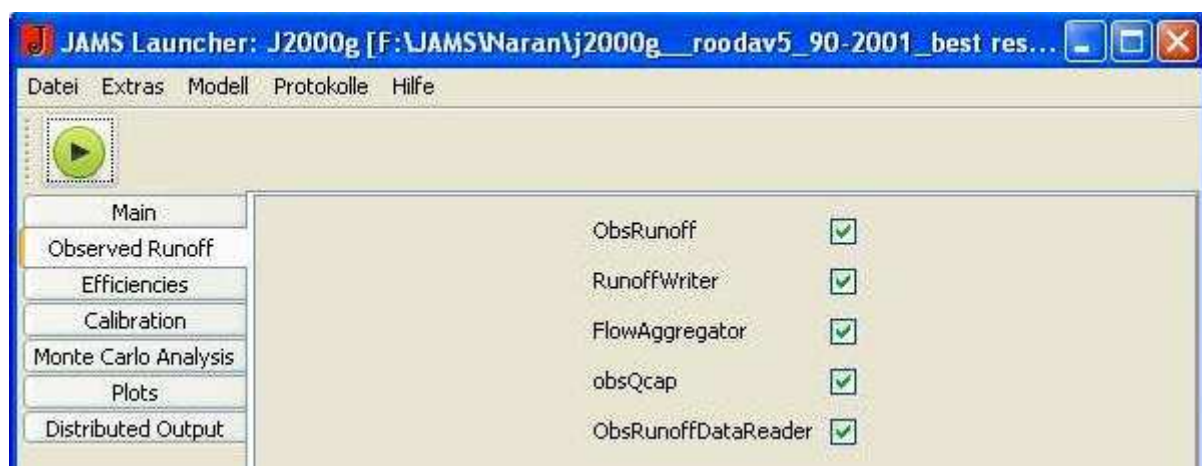 JAMS Launcher: J2000g [F:\JAMS\Naran\j2000g__roodav5_90-2001_best res...
Datei Extras Modell Protokolle Hilfe
Main
Observed Runoff
Efficiencies
Calibration
Monte Carlo Analysis
Plots
Distributed Output
ObsRunoff
RunoffWriter
FlowAggregator
obsQcap
ObsRunoffDataReader